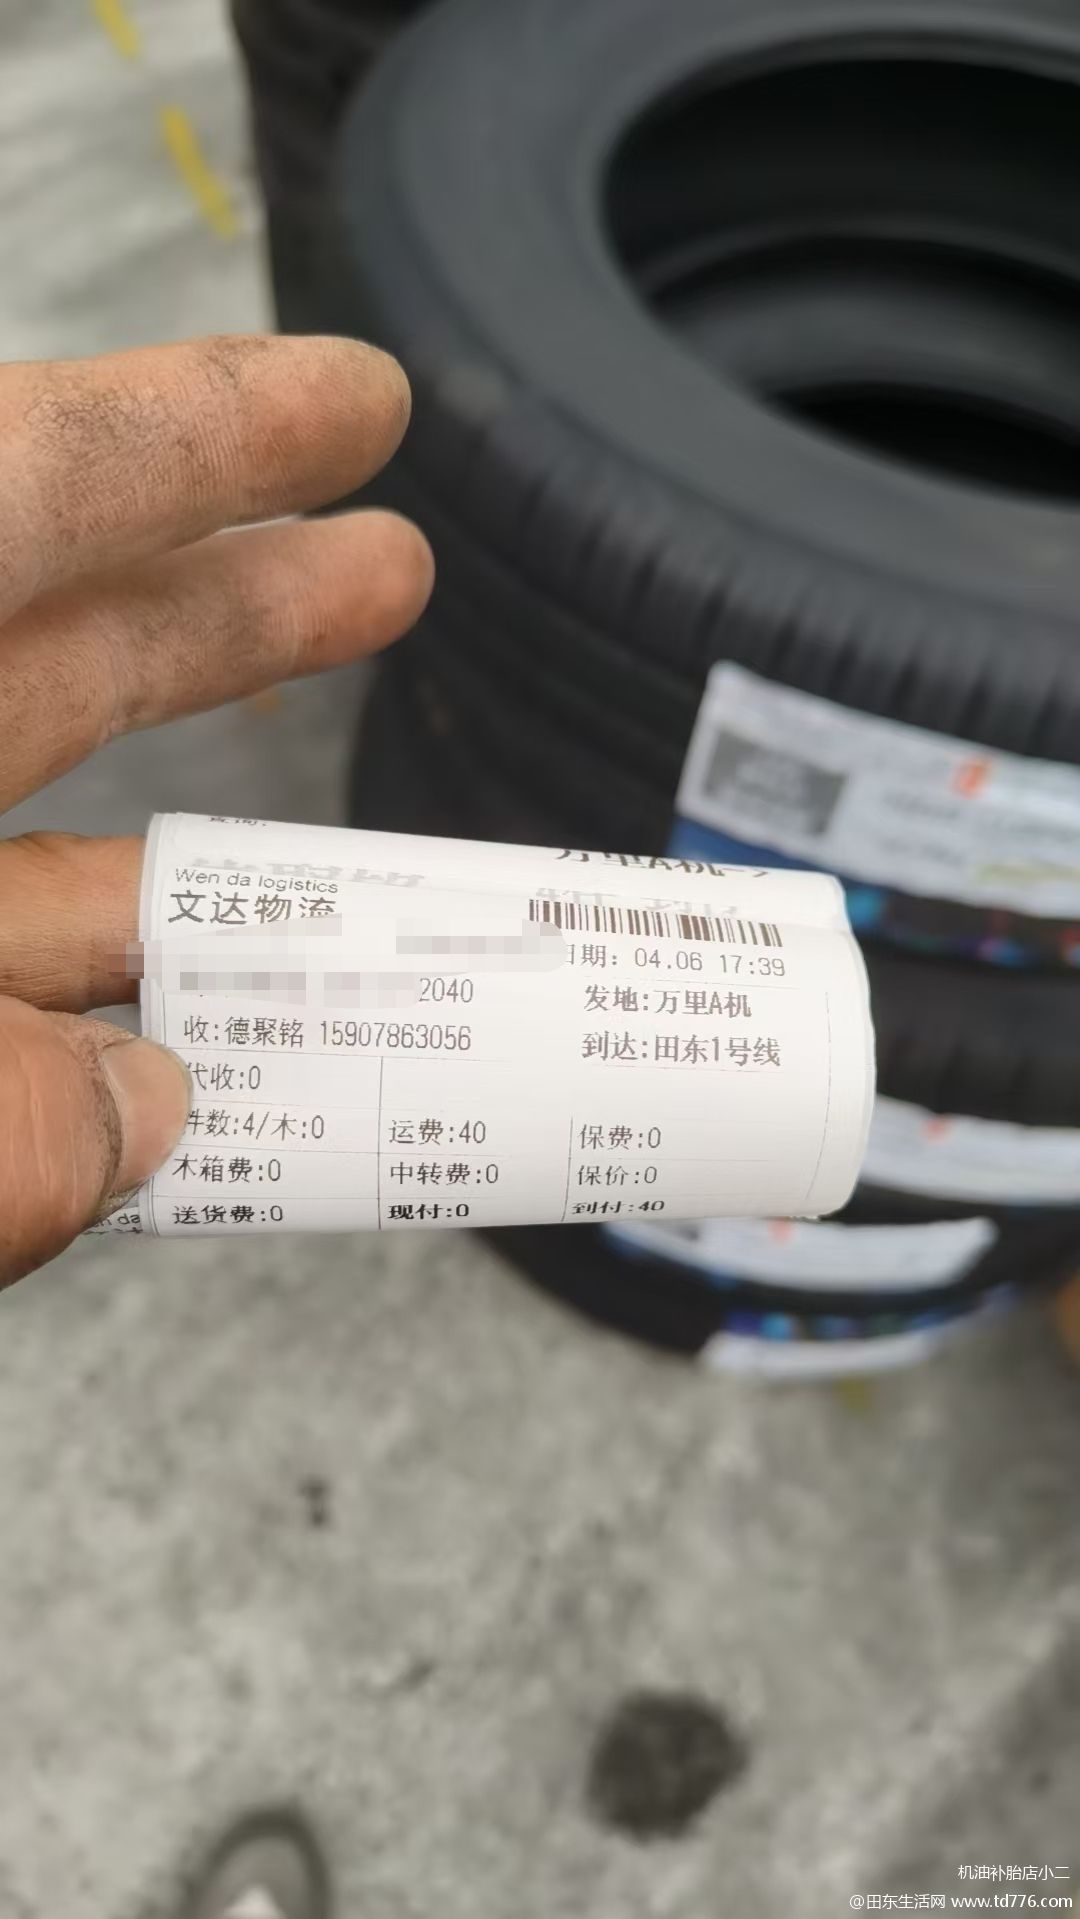 查询:
万里A机->
Wen da logistics
文达物流
日期: 04.06 17:39
2040
发地:万里A机
收:德聚铭 15907863056
到达:田东1号线
代收:0
件数:4/木:0
运费:40
保费:0
木箱费:0
中转费:0
保价:0
送货费:0
现付:0
到付:40
机油补胎店小二
@田东生活网 www.td776.com